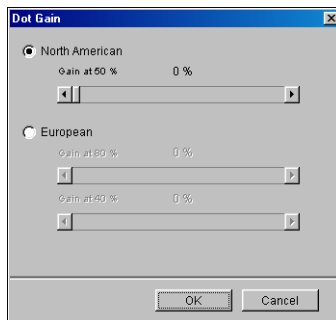 Dot Gain
North American
Gain at 50 % 0 %
European
Gain at 80 % 0 %
Gain at 40 % 0 %
OK Cancel